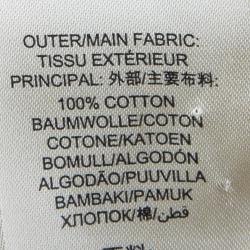 OUTER/MAIN FABRIC:
TISSU EXTÉRIEUR
PRINCIPAL: 外部/主要布料:
100% COTTON
BAUMWOLLE/COTON
COTONE/KATOEN
BOMULL/ALGODÓN
ALGODÃO/PUUVILLA
BAMBAKI/PAMUK
ХЛОПОК/棉/قطن